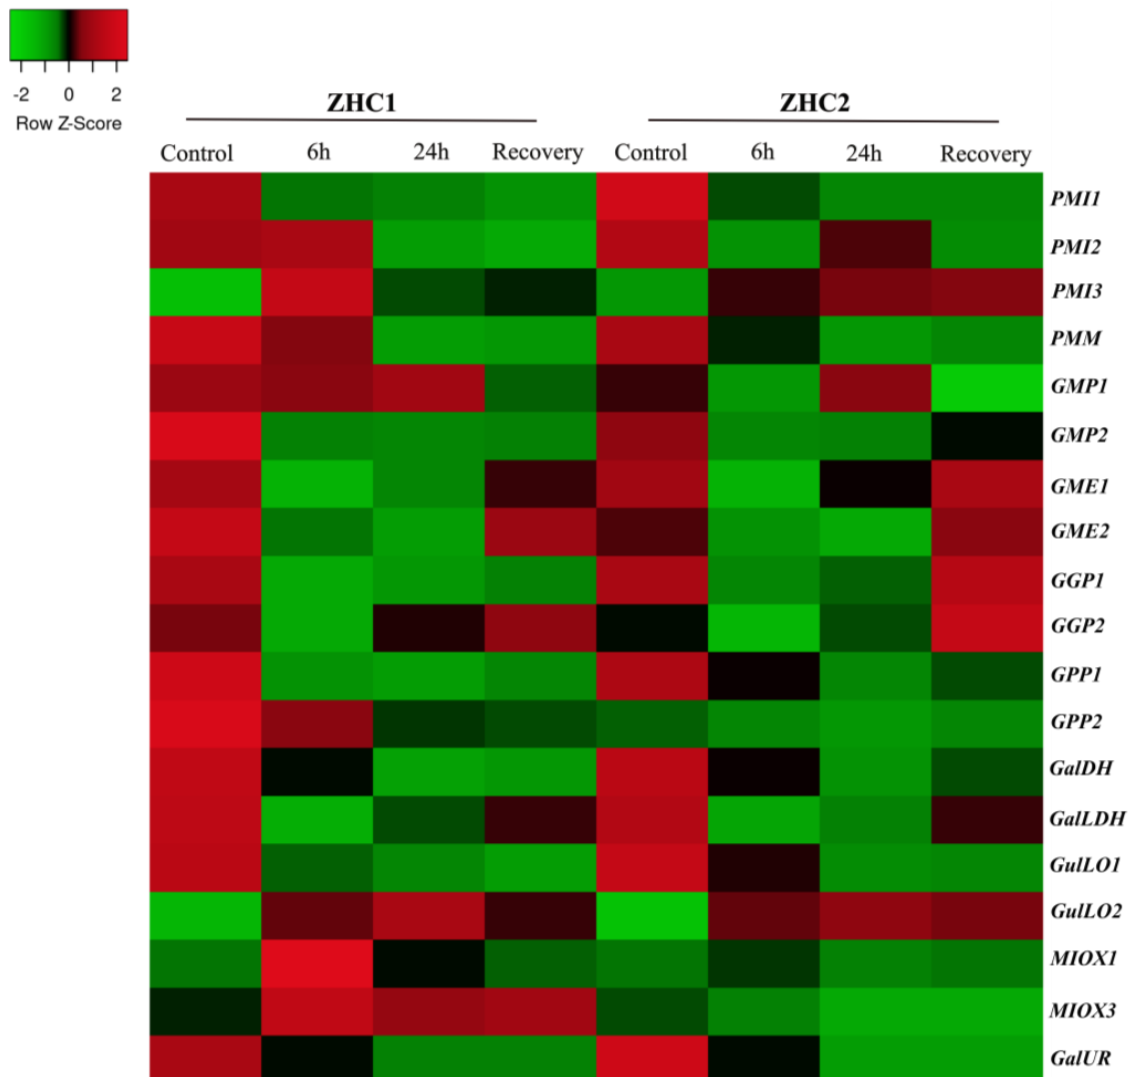 -2 0 2
Row Z-Score
ZHC1 ZHC2
Control 6h 24h Recovery Control 6h 24h Recovery
PMI1
PMI2
PMI3
PMM
GMP1
GMP2
GME1
GME2
GGP1
GGP2
GPP1
GPP2
GalDH
GalLDH
GulLO1
GulLO2
MIOX1
MIOX3
GalUR